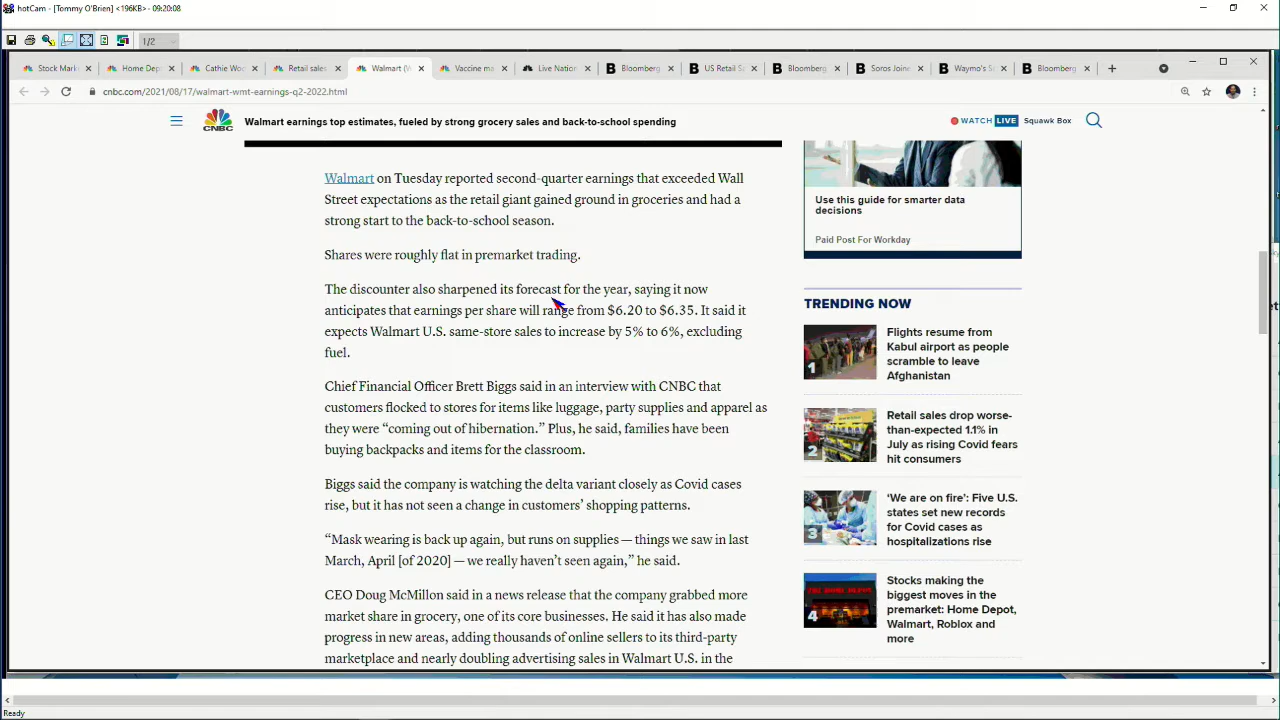 hotCam - [Tommy O'Brien] <196KB> - 09:20:08
1/2
Stock Mark
Home Dep
Cathie Wo
Retail sales
Walmart (W
Vaccine m
Live Natio
Bloomberg
US Retail S
Bloomberg
Soros Joine
Waymo's S
Bloomberg
cnbc.com/2021/08/17/walmart-wmt-earnings-q2-2022.html
CNBC
Walmart earnings top estimates, fueled by strong grocery sales and back-to-school spending
WATCH LIVE Squawk Box
Walmart on Tuesday reported second-quarter earnings that exceeded Wall
Street expectations as the retail giant gained ground in groceries and had a
strong start to the back-to-school season.
Shares were roughly flat in premarket trading.
The discounter also sharpened its forecast for the year, saying it now
anticipates that earnings per share will range from $6.20 to $6.35. It said it
expects Walmart U.S. same-store sales to increase by 5% to 6%, excluding
fuel.
Chief Financial Officer Brett Biggs said in an interview with CNBC that
customers flocked to stores for items like luggage, party supplies and apparel as
they were “coming out of hibernation.” Plus, he said, families have been
buying backpacks and items for the classroom.
Biggs said the company is watching the delta variant closely as Covid cases
rise, but it has not seen a change in customers’ shopping patterns.
“Mask wearing is back up again, but runs on supplies — things we saw in last
March, April [of 2020] — we really haven’t seen again,” he said.
CEO Doug McMillon said in a news release that the company grabbed more
market share in grocery, one of its core businesses. He said it has also made
progress in new areas, adding thousands of online sellers to its third-party
marketplace and nearly doubling advertising sales in Walmart U.S. in the
Use this guide for smarter data
decisions
Paid Post For Workday
TRENDING NOW
1
Flights resume from
Kabul airport as people
scramble to leave
Afghanistan
2
Retail sales drop worse-
than-expected 1.1% in
July as rising Covid fears
hit consumers
3
‘We are on fire’: Five U.S.
states set new records
for Covid cases as
hospitalizations rise
THE HOME DEPOT
4
Stocks making the
biggest moves in the
premarket: Home Depot,
Walmart, Roblox and
more
Ready